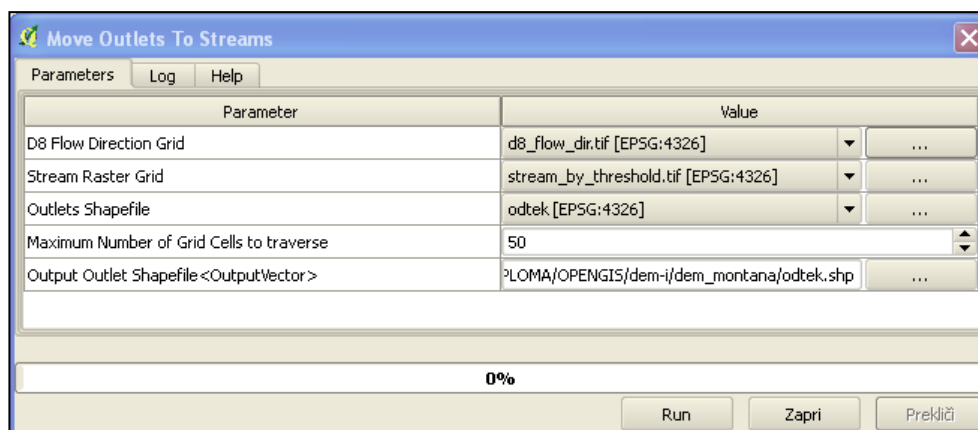 Move Outlets To Streams
Parameters Log Help
Parameter Value
D8 Flow Direction Grid d8_flow_dir.tif [EPSG:4326] ...
Stream Raster Grid stream_by_threshold.tif [EPSG:4326] ...
Outlets Shapefile odtek [EPSG:4326] ...
Maximum Number of Grid Cells to traverse 50
Output Outlet Shapefile<OutputVector> PLOMA/OPENGIS/dem-i/dem_montana/odtek.shp ...
0%
Run Zapri Prekliči